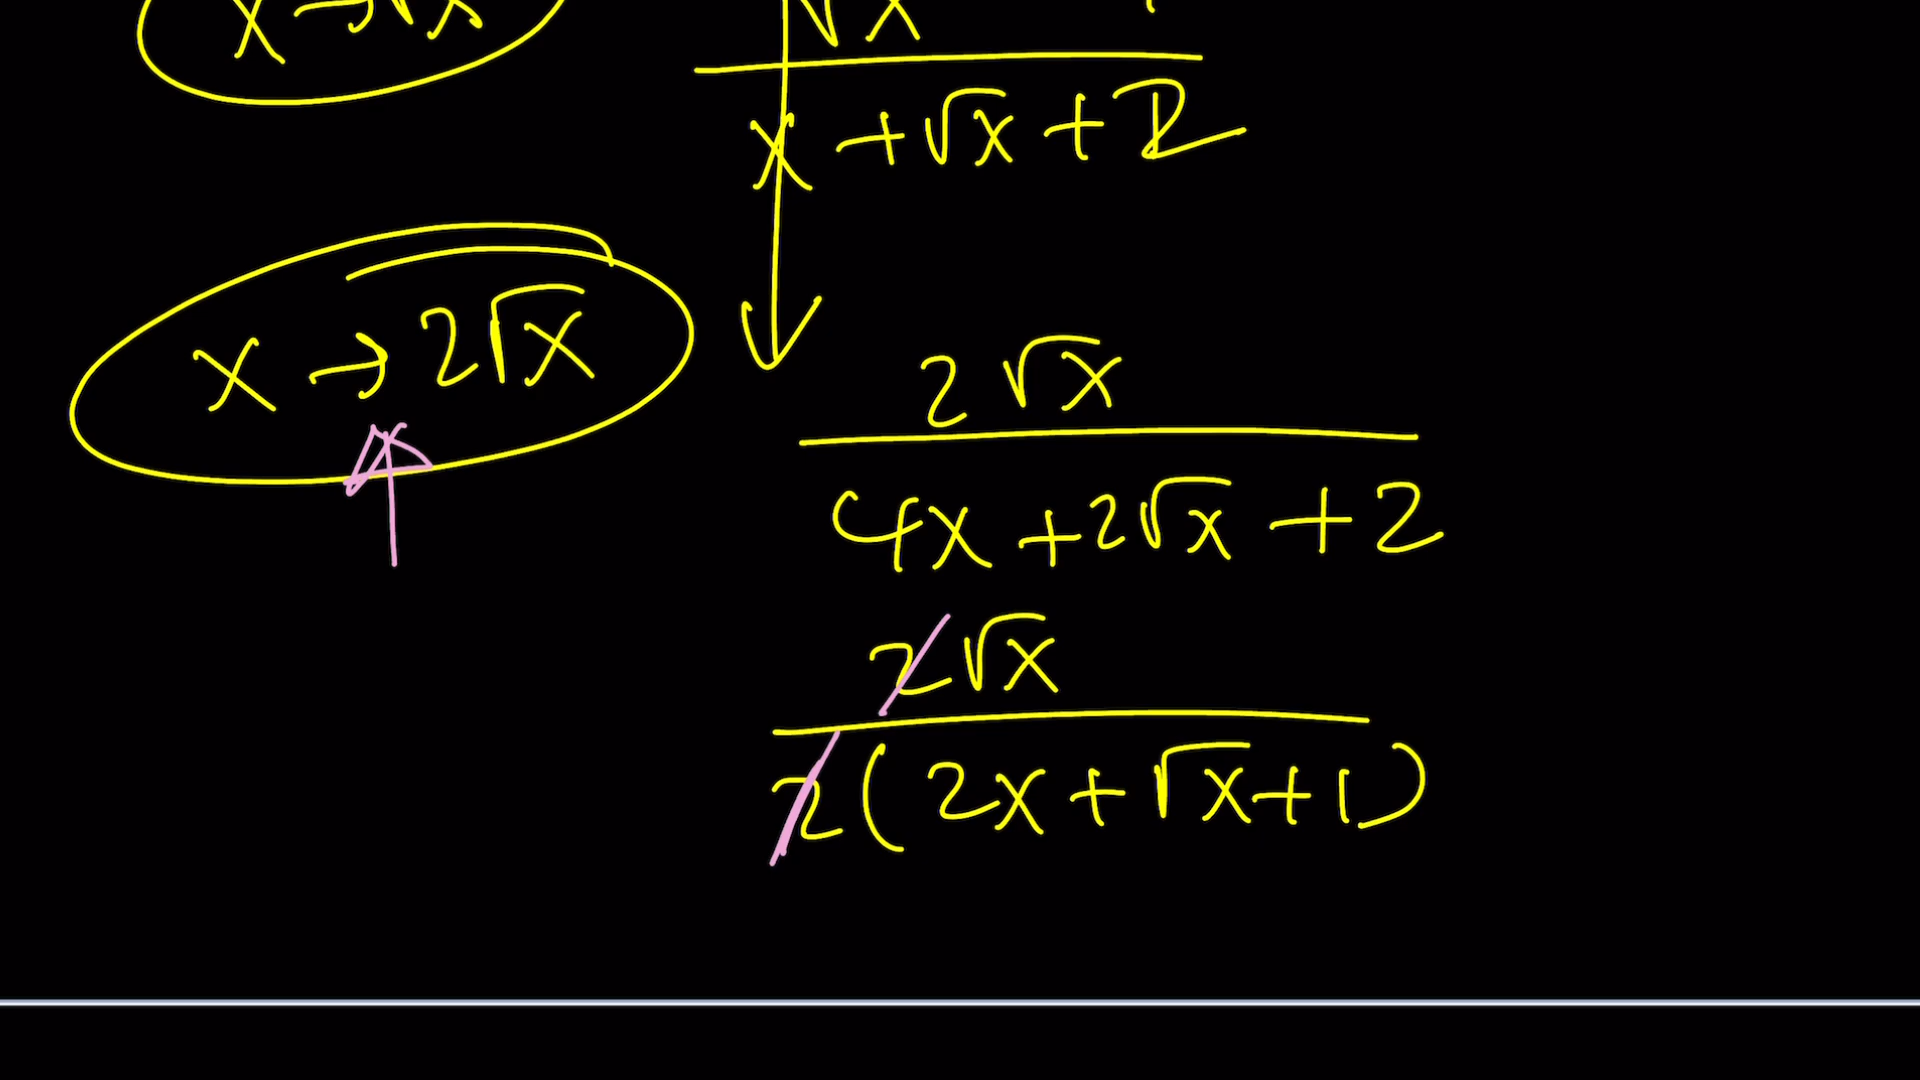 x → √x
√x
x + √x + 2
x → 2√x
2√x
4x + 2√x + 2
2√x
2(2x + √x + 1)